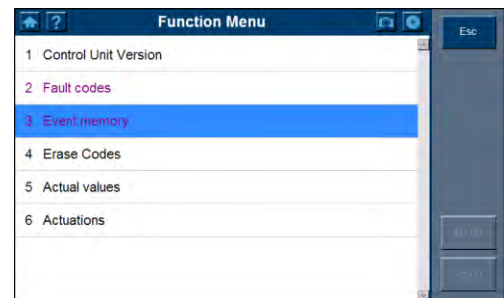 ? Function Menu
Esc
1 Control Unit Version
2 Fault codes
3 Event memory
4 Erase Codes
5 Actual values
6 Actuations